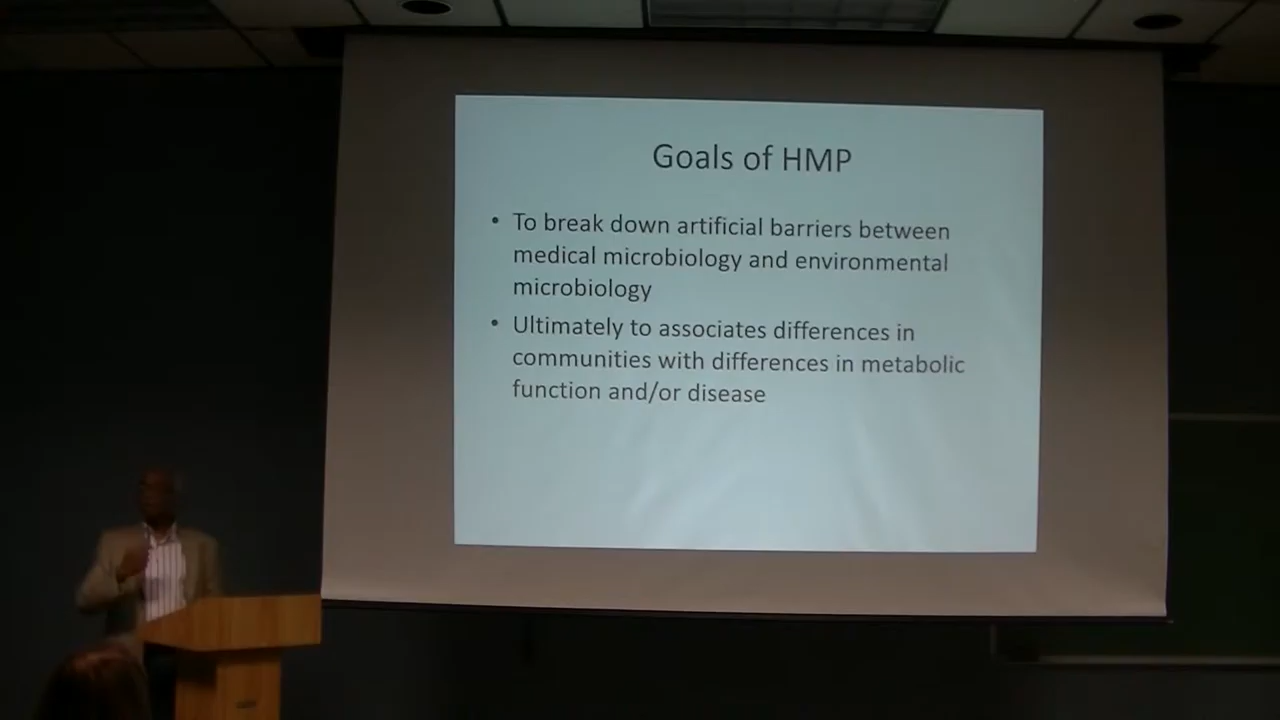 Goals of HMP
• To break down artificial barriers between
medical microbiology and environmental
microbiology
• Ultimately to associates differences in
communities with differences in metabolic
function and/or disease